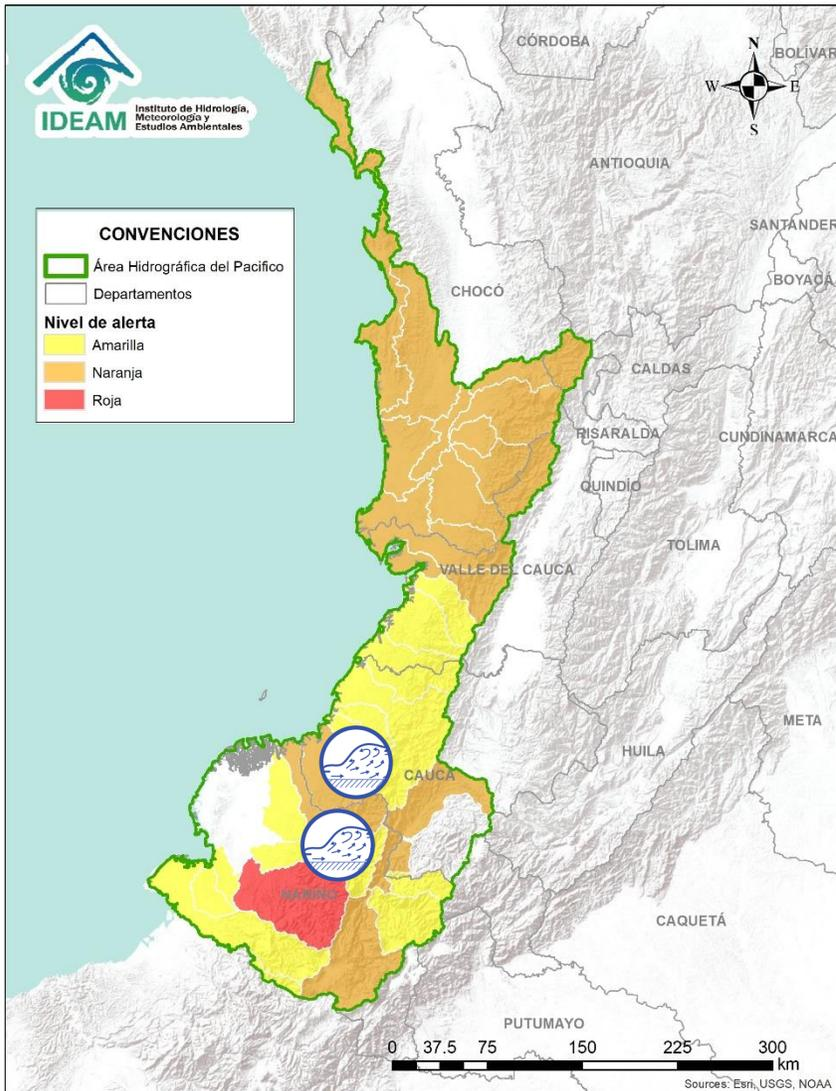 IDEAM
Instituto de Hidrología,
Meteorología y
Estudios Ambientales
CÓRDOBA
BOLÍVAR
N
W
E
S
ANTIOQUIA
SANTANDER
BOYACÁ
CONVENCIONES
Área Hidrográfica del Pacifico
Departamentos
Nivel de alerta
Amarilla
Naranja
Roja
CHOCÓ
CALDAS
RISARALDA
CUNDINAMARCA
QUINDÍO
TOLIMA
VALLE DEL CAUCA
META
HUILA
CAUCA
NARIÑO
CAQUETÁ
PUTUMAYO
0 37.5 75 150 225 300
km
Sources: Esri, USGS, NOAA